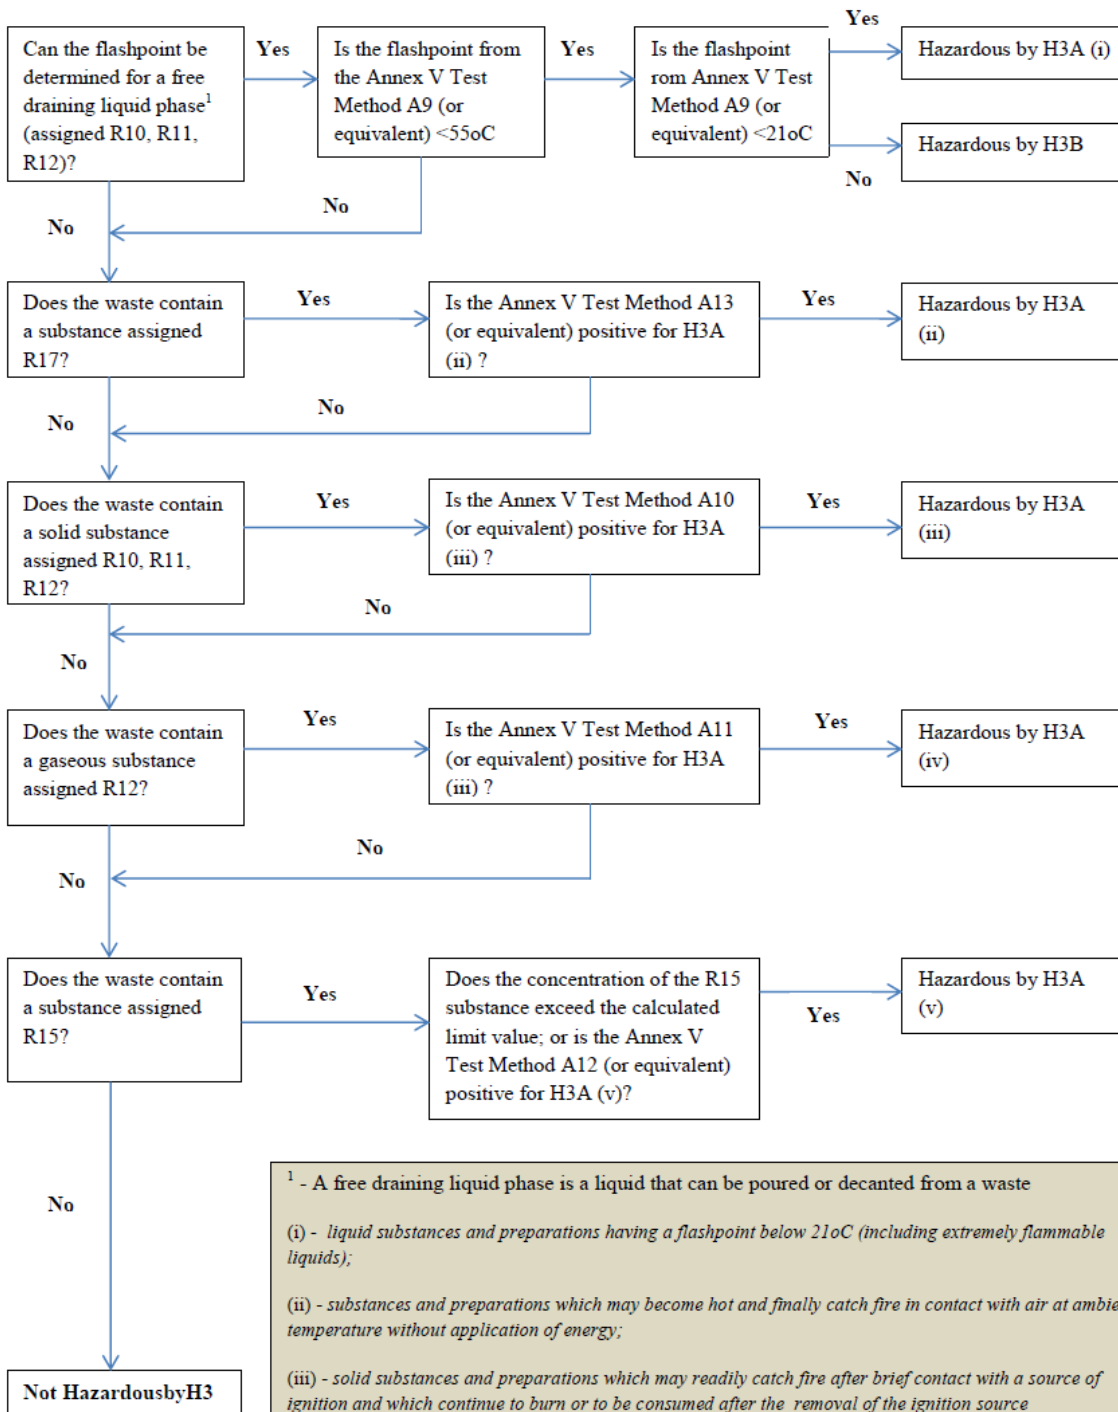 Can the flashpoint be
determined for a free
draining liquid phase¹
(assigned R10, R11,
R12)?
Yes
Is the flashpoint from
the Annex V Test
Method A9 (or
equivalent) <55oC
Yes
Is the flashpoint
rom Annex V Test
Method A9 (or
equivalent) <21oC
Yes
Hazardous by H3A (i)
No
Hazardous by H3B
No
No
Does the waste contain
a substance assigned
R17?
Yes
Is the Annex V Test Method A13
(or equivalent) positive for H3A
(ii) ?
Yes
Hazardous by H3A
(ii)
No
No
Does the waste contain
a solid substance
assigned R10, R11,
R12?
Yes
Is the Annex V Test Method A10
(or equivalent) positive for H3A
(iii) ?
Yes
Hazardous by H3A
(iii)
No
No
Does the waste contain
a gaseous substance
assigned R12?
Yes
Is the Annex V Test Method A11
(or equivalent) positive for H3A
(iii) ?
Yes
Hazardous by H3A
(iv)
No
No
Does the waste contain
a substance assigned
R15?
Yes
Does the concentration of the R15
substance exceed the calculated
limit value; or is the Annex V
Test Method A12 (or equivalent)
positive for H3A (v)?
Yes
Hazardous by H3A
(v)
No
Not HazardousbyH3
¹ - A free draining liquid phase is a liquid that can be poured or decanted from a waste
(i) - liquid substances and preparations having a flashpoint below 21oC (including extremely flammable
liquids);
(ii) - substances and preparations which may become hot and finally catch fire in contact with air at ambie
temperature without application of energy;
(iii) - solid substances and preparations which may readily catch fire after brief contact with a source of
ignition and which continue to burn or to be consumed after the removal of the ignition source